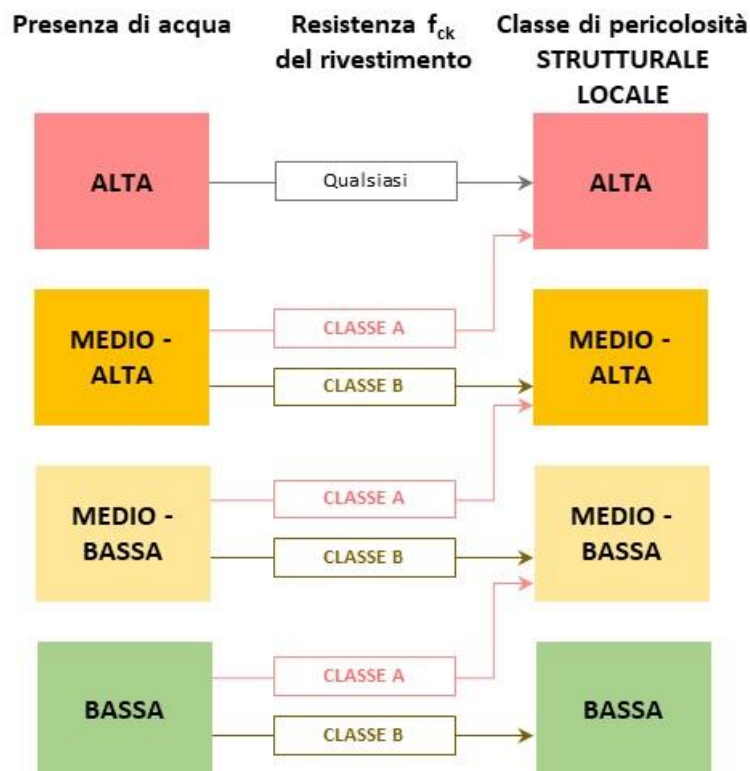 Presenza di acqua
Resistenza fck
del rivestimento
Classe di pericolosità
STRUTTURALE
LOCALE
ALTA
Qualsiasi
ALTA
MEDIO -
ALTA
CLASSE A
CLASSE B
MEDIO -
ALTA
MEDIO -
BASSA
CLASSE A
CLASSE B
MEDIO -
BASSA
BASSA
CLASSE A
CLASSE B
BASSA